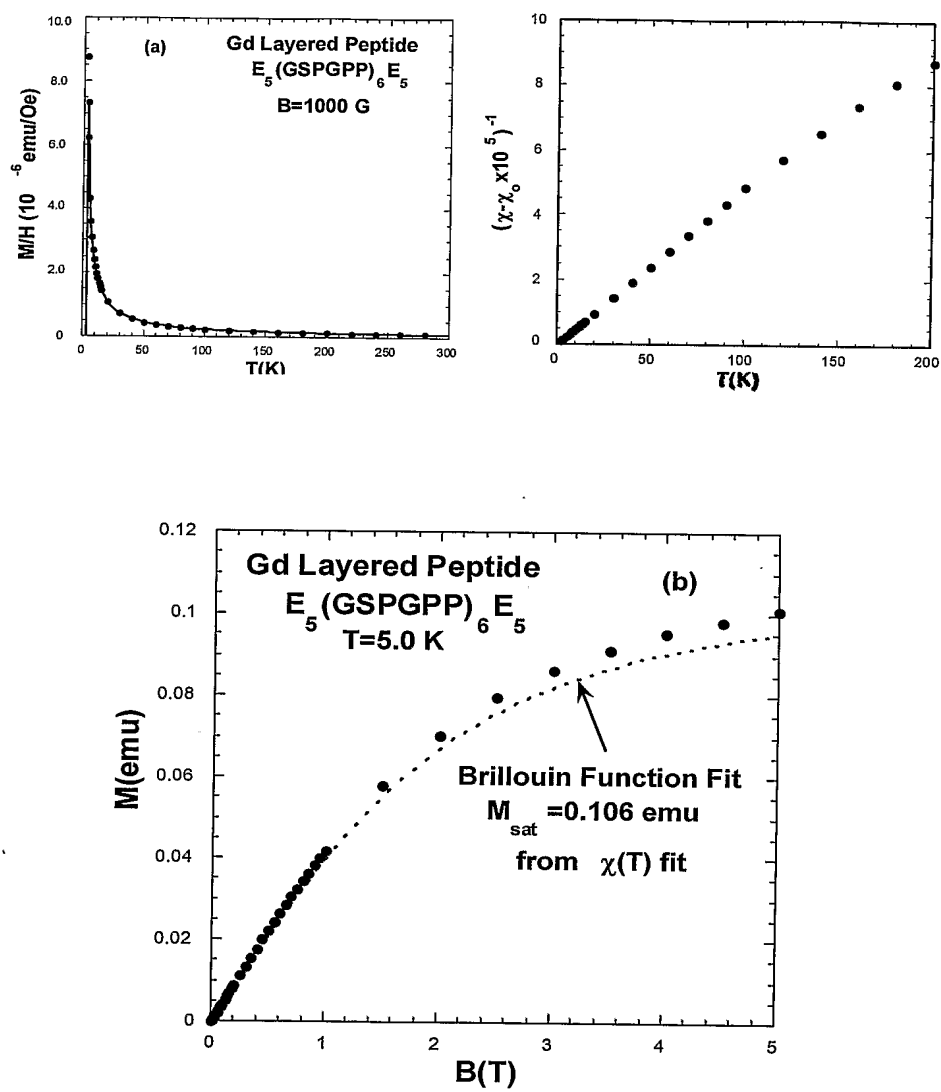 10.0
8.0
6.0
4.0
2.0
0
M/H (10 -6 emu/Oe)
(a)
Gd Layered Peptide
E5(GSPGPP)6E5
B=1000 G
0 50 100 150 200 250 300
T(K)
10
8
6
4
2
0
(χ-χo x10 5)-1
0 50 100 150 200
T(K)
0.12
0.1
0.08
0.06
0.04
0.02
0
M(emu)
Gd Layered Peptide
(b)
E5(GSPGPP)6E5
T=5.0 K
Brillouin Function Fit
Msat =0.106 emu
from χ(T) fit
0 1 2 3 4 5
B(T)